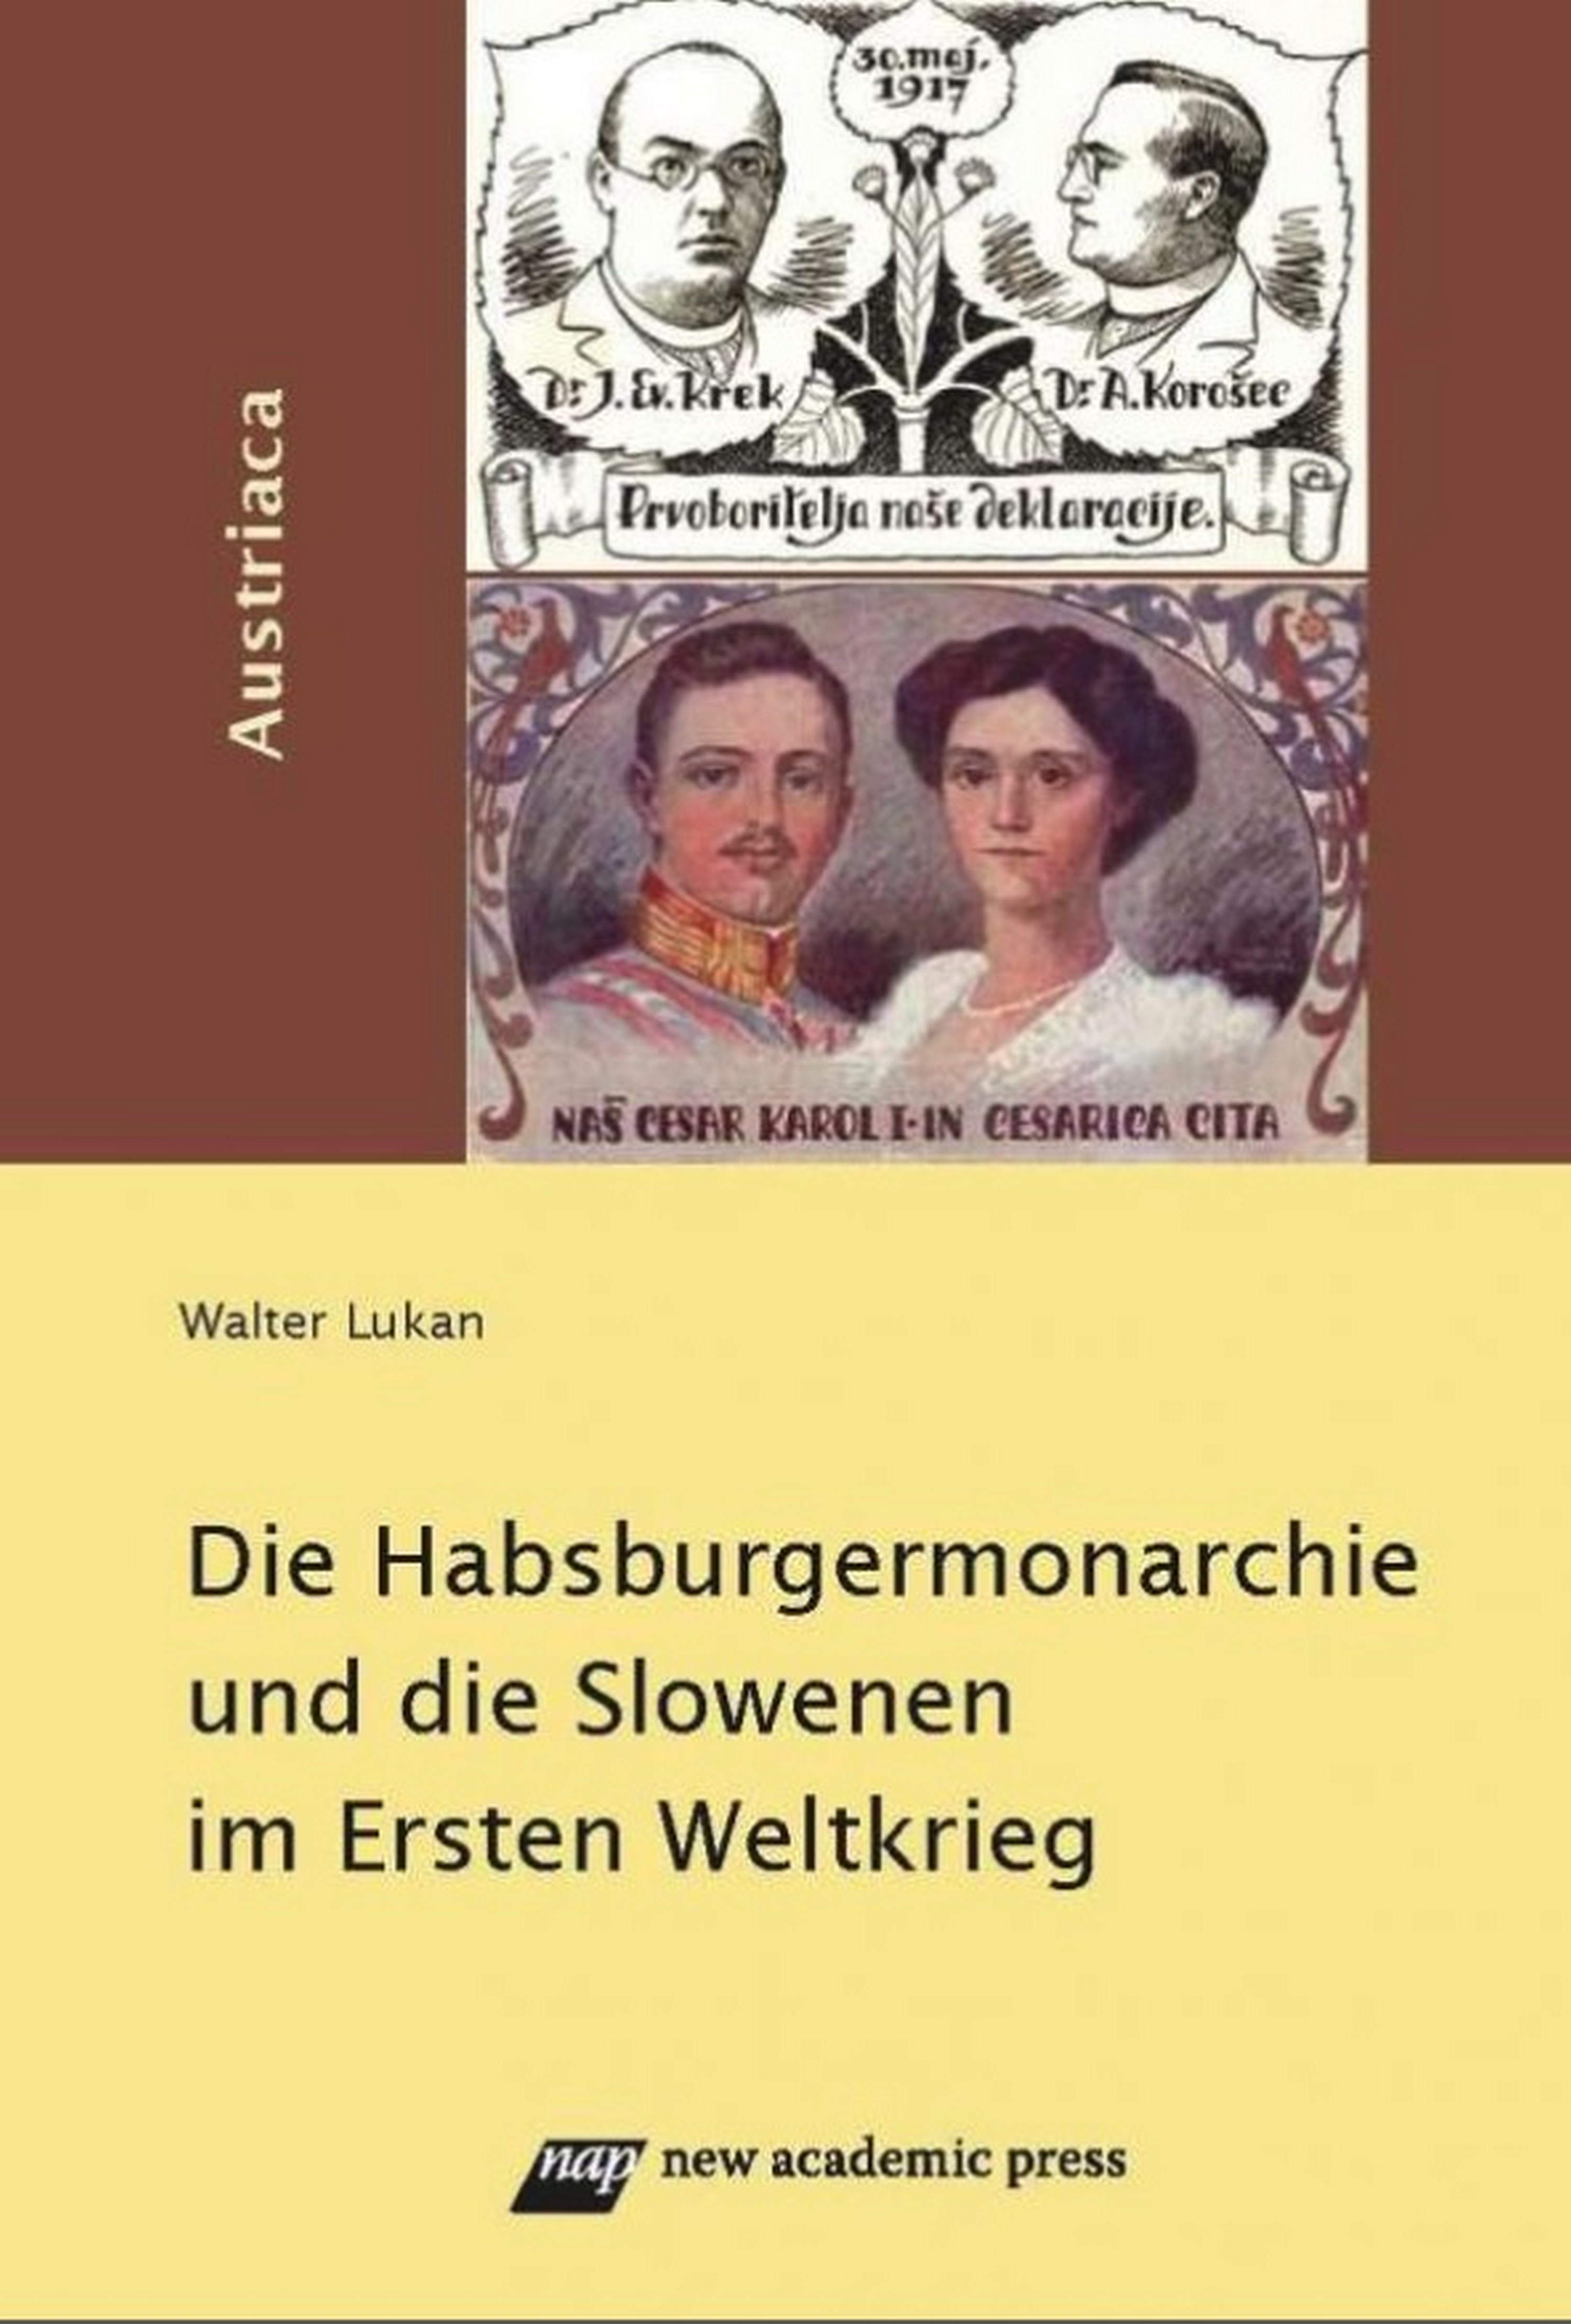 30. maj.
1917
Dr. J. Ev. Krek
Dr. A. Korošec
Prvoboritelja naše deklaracije.
Austriaca
NAŠ CESAR KAROL I. IN CESARICA CITA
Walter Lukan
Die Habsburgermonarchie
und die Slowenen
im Ersten Weltkrieg
nap new academic press